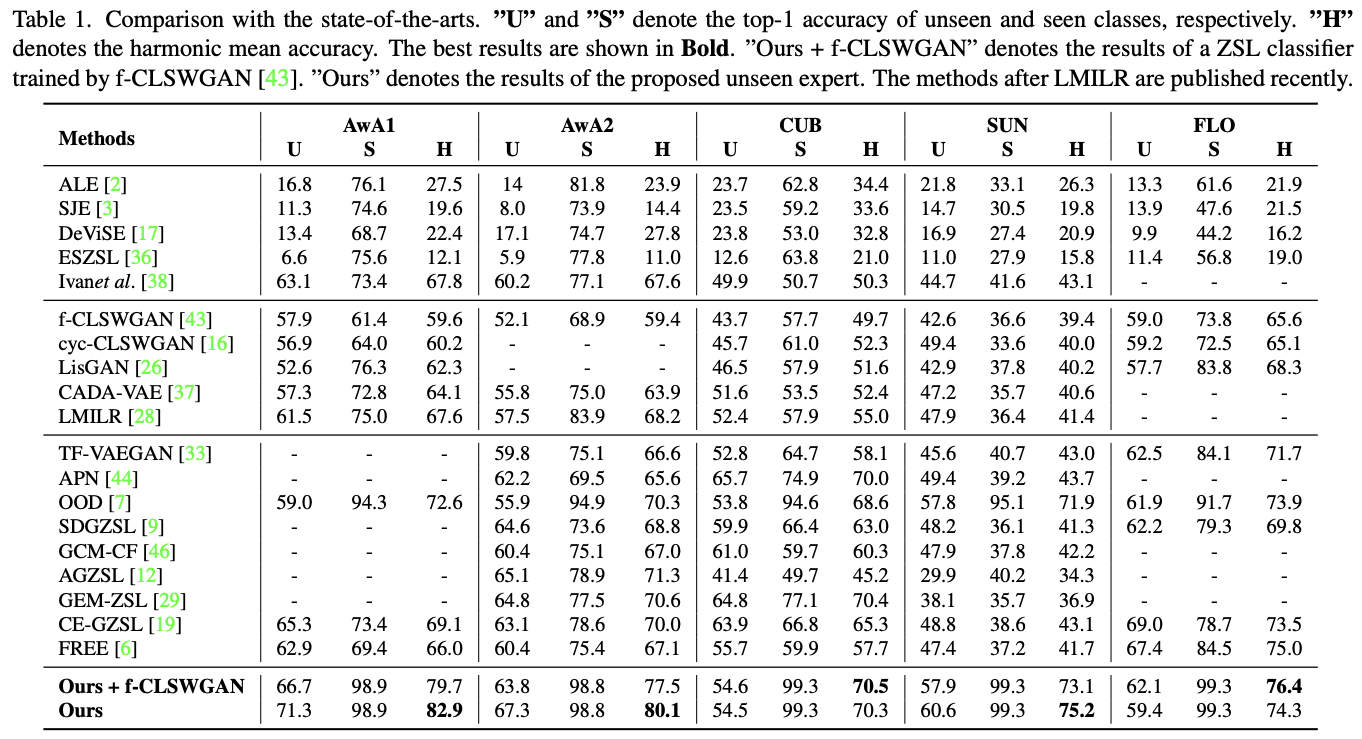 Table 1. Comparison with the state-of-the-arts. ”U” and ”S” denote the top-1 accuracy of unseen and seen classes, respectively. ”H”
denotes the harmonic mean accuracy. The best results are shown in Bold. ”Ours + f-CLSWGAN” denotes the results of a ZSL classifier
trained by f-CLSWGAN [43]. ”Ours” denotes the results of the proposed unseen expert. The methods after LMILR are published recently.
Methods AwA1 AwA2 CUB SUN FLO
U S H U S H U S H U S H U S H
ALE [2] 16.8 76.1 27.5 14 81.8 23.9 23.7 62.8 34.4 21.8 33.1 26.3 13.3 61.6 21.9
SJE [3] 11.3 74.6 19.6 8.0 73.9 14.4 23.5 59.2 33.6 14.7 30.5 19.8 13.9 47.6 21.5
DeViSE [17] 13.4 68.7 22.4 17.1 74.7 27.8 23.8 53.0 32.8 16.9 27.4 20.9 9.9 44.2 16.2
ESZSL [36] 6.6 75.6 12.1 5.9 77.8 11.0 12.6 63.8 21.0 11.0 27.9 15.8 11.4 56.8 19.0
Ivanet al. [38] 63.1 73.4 67.8 60.2 77.1 67.6 49.9 50.7 50.3 44.7 41.6 43.1 - - -
f-CLSWGAN [43] 57.9 61.4 59.6 52.1 68.9 59.4 43.7 57.7 49.7 42.6 36.6 39.4 59.0 73.8 65.6
cyc-CLSWGAN [16] 56.9 64.0 60.2 - - - 45.7 61.0 52.3 49.4 33.6 40.0 59.2 72.5 65.1
LisGAN [26] 52.6 76.3 62.3 - - - 46.5 57.9 51.6 42.9 37.8 40.2 57.7 83.8 68.3
CADA-VAE [37] 57.3 72.8 64.1 55.8 75.0 63.9 51.6 53.5 52.4 47.2 35.7 40.6 - - -
LMILR [28] 61.5 75.0 67.6 57.5 83.9 68.2 52.4 57.9 55.0 47.9 36.4 41.4 - - -
TF-VAEGAN [33] - - - 59.8 75.1 66.6 52.8 64.7 58.1 45.6 40.7 43.0 62.5 84.1 71.7
APN [44] - - - 62.2 69.5 65.6 65.7 74.9 70.0 49.4 39.2 43.7 - - -
OOD [7] 59.0 94.3 72.6 55.9 94.9 70.3 53.8 94.6 68.6 57.8 95.1 71.9 61.9 91.7 73.9
SDGZSL [9] - - - 64.6 73.6 68.8 59.9 66.4 63.0 48.2 36.1 41.3 62.2 79.3 69.8
GCM-CF [46] - - - 60.4 75.1 67.0 61.0 59.7 60.3 47.9 37.8 42.2 - - -
AGZSL [12] - - - 65.1 78.9 71.3 41.4 49.7 45.2 29.9 40.2 34.3 - - -
GEM-ZSL [29] - - - 64.8 77.5 70.6 64.8 77.1 70.4 38.1 35.7 36.9 - - -
CE-GZSL [19] 65.3 73.4 69.1 63.1 78.6 70.0 63.9 66.8 65.3 48.8 38.6 43.1 69.0 78.7 73.5
FREE [6] 62.9 69.4 66.0 60.4 75.4 67.1 55.7 59.9 57.7 47.4 37.2 41.7 67.4 84.5 75.0
Ours + f-CLSWGAN 66.7 98.9 79.7 63.8 98.8 77.5 54.6 99.3 70.5 57.9 99.3 73.1 62.1 99.3 76.4
Ours 71.3 98.9 82.9 67.3 98.8 80.1 54.5 99.3 70.3 60.6 99.3 75.2 59.4 99.3 74.3